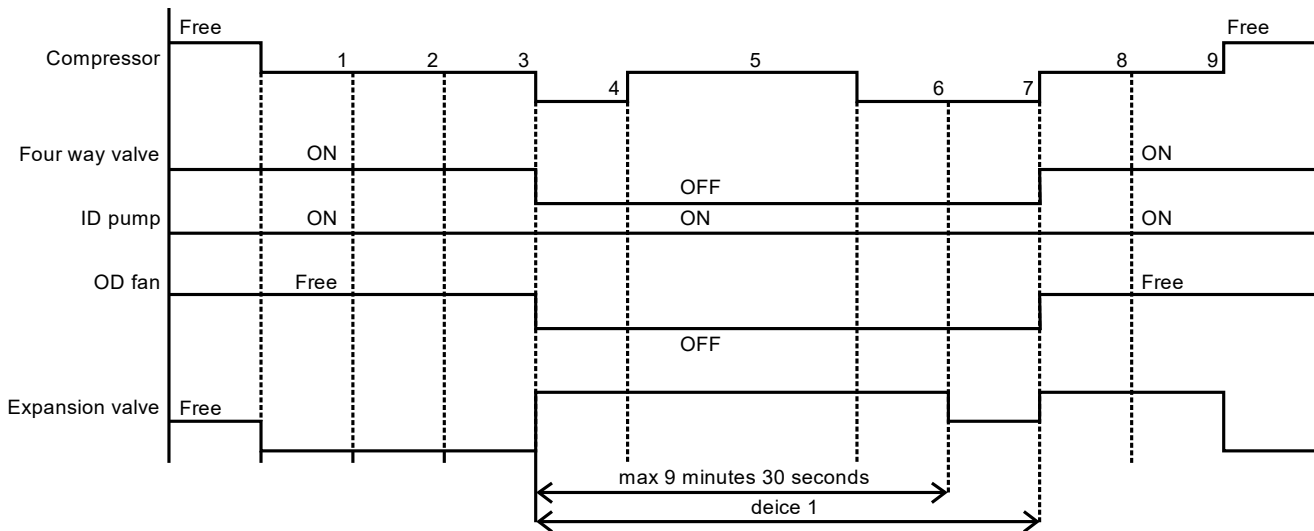 Free Free
Compressor 1 2 3 4 5 6 7 8 9
Four way valve ON OFF ON
ID pump ON ON ON
OD fan Free OFF Free
Expansion valve Free
max 9 minutes 30 seconds
deice 1